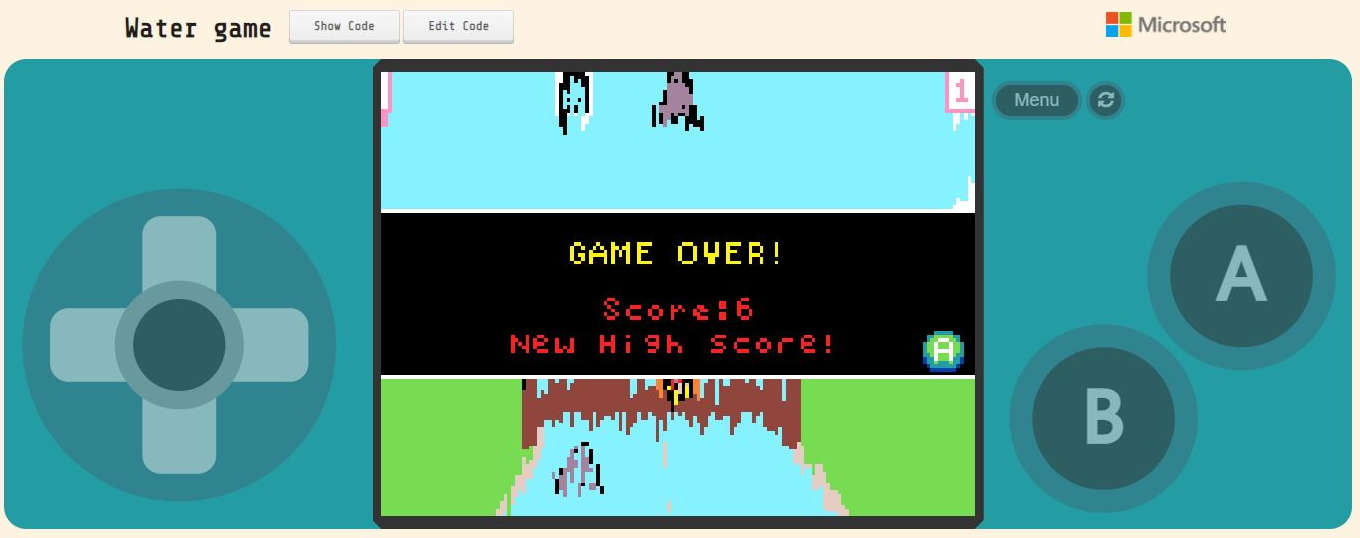 Water game
Show Code
Edit Code
Microsoft
1
Menu
GAME OVER!
Score:6
New High Score!
A
A
B